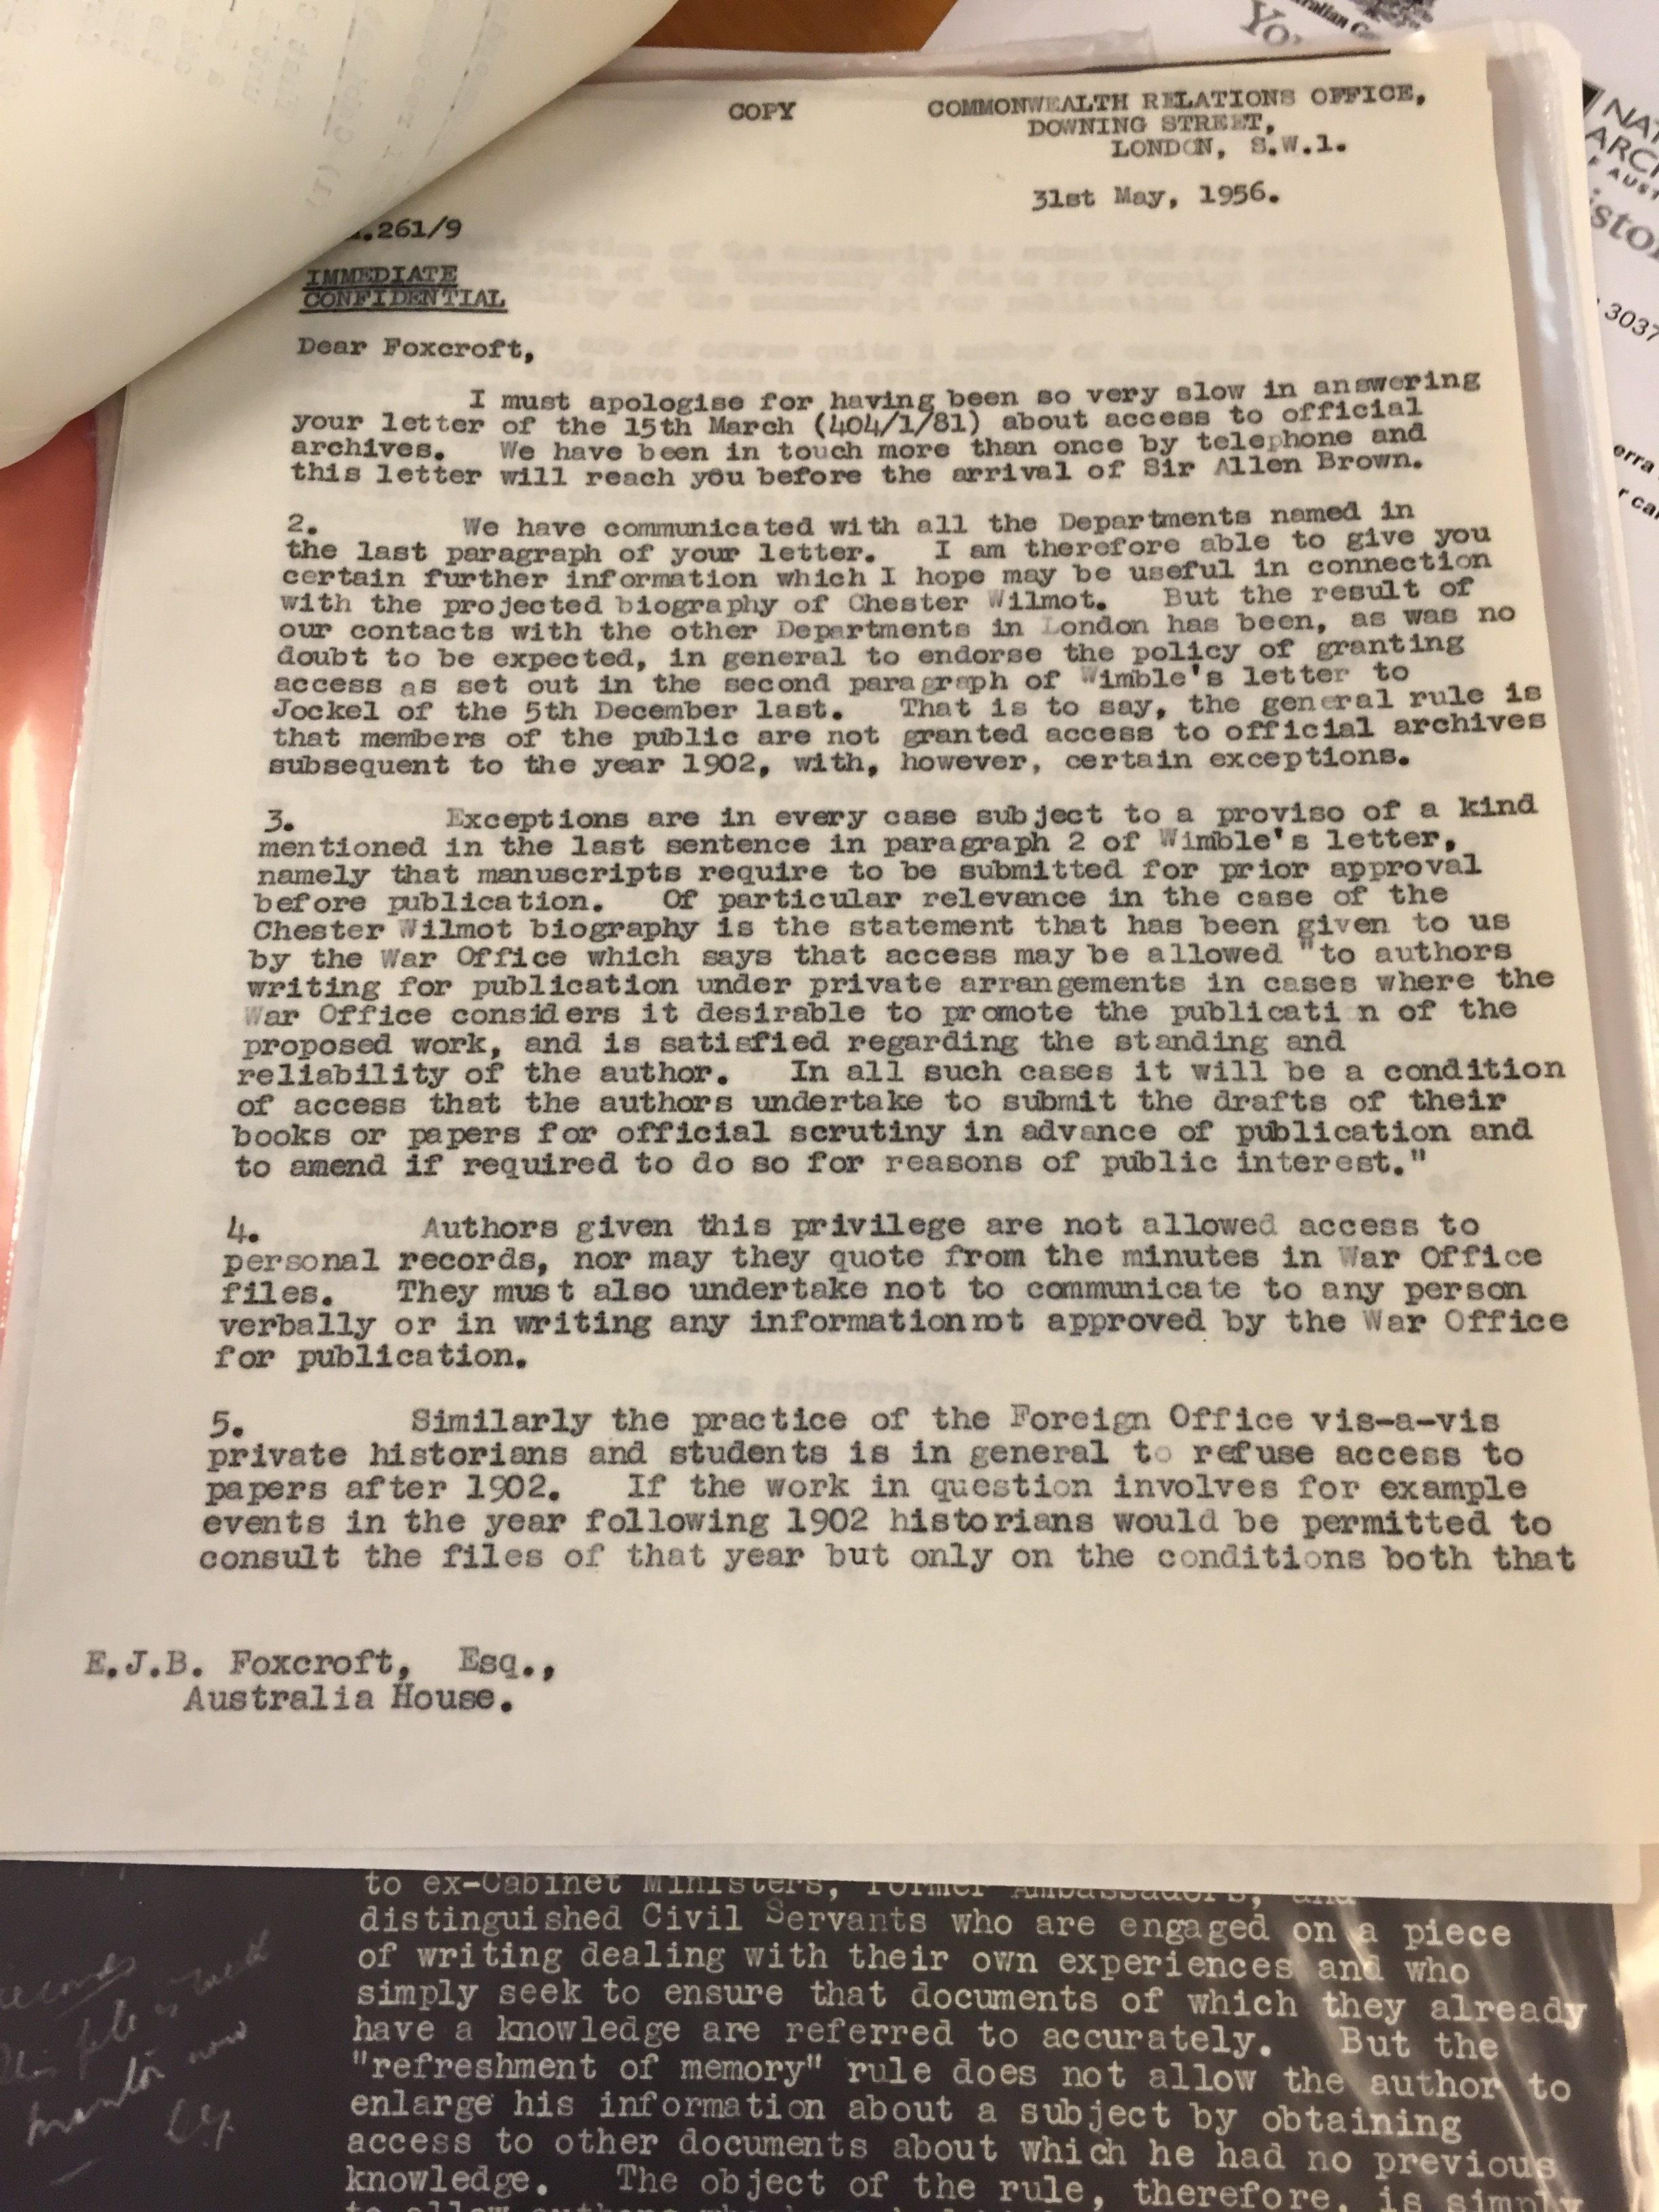 COPY
COMMONWEALTH RELATIONS OFFICE,
DOWNING STREET,
LONDON, S.W.1.
31st May, 1956.
.261/9
IMMEDIATE
CONFIDENTIAL
Dear Foxcroft,
I must apologise for having been so very slow in answering
your letter of the 15th March (404/1/81) about access to official
archives. We have been in touch more than once by telephone and
this letter will reach you before the arrival of Sir Allen Brown.
2. We have communicated with all the Departments named in
the last paragraph of your letter. I am therefore able to give you
certain further information which I hope may be useful in connection
with the projected biography of Chester Wilmot. But the result of
our contacts with the other Departments in London has been, as was no
doubt to be expected, in general to endorse the policy of granting
access as set out in the second paragraph of Wimble's letter to
Jockel of the 5th December last. That is to say, the general rule is
that members of the public are not granted access to official archives
subsequent to the year 1902, with, however, certain exceptions.
3. Exceptions are in every case subject to a proviso of a kind
mentioned in the last sentence in paragraph 2 of Wimble's letter,
namely that manuscripts require to be submitted for prior approval
before publication. Of particular relevance in the case of the
Chester Wilmot biography is the statement that has been given to us
by the War Office which says that access may be allowed "to authors
writing for publication under private arrangements in cases where the
War Office considers it desirable to promote the publicati n of the
proposed work, and is satisfied regarding the standing and
reliability of the author. In all such cases it will be a condition
of access that the authors undertake to submit the drafts of their
books or papers for official scrutiny in advance of publication and
to amend if required to do so for reasons of public interest."
4. Authors given this privilege are not allowed access to
personal records, nor may they quote from the minutes in War Office
files. They must also undertake not to communicate to any person
verbally or in writing any information not approved by the War Office
for publication.
5. Similarly the practice of the Foreign Office vis-a-vis
private historians and students is in general to refuse access to
papers after 1902. If the work in question involves for example
events in the year following 1902 historians would be permitted to
consult the files of that year but only on the conditions both that
E.J.B. Foxcroft, Esq.,
Australia House.
to ex-Cabinet Ministers, former Ambassadors, and
distinguished Civil Servants who are engaged on a piece
of writing dealing with their own experiences and who
simply seek to ensure that documents of which they already
have a knowledge are referred to accurately. But the
"refreshment of memory" rule does not allow the author to
enlarge his information about a subject by obtaining
access to other documents about which he had no previous
knowledge. The object of the rule, therefore, is simply
3037